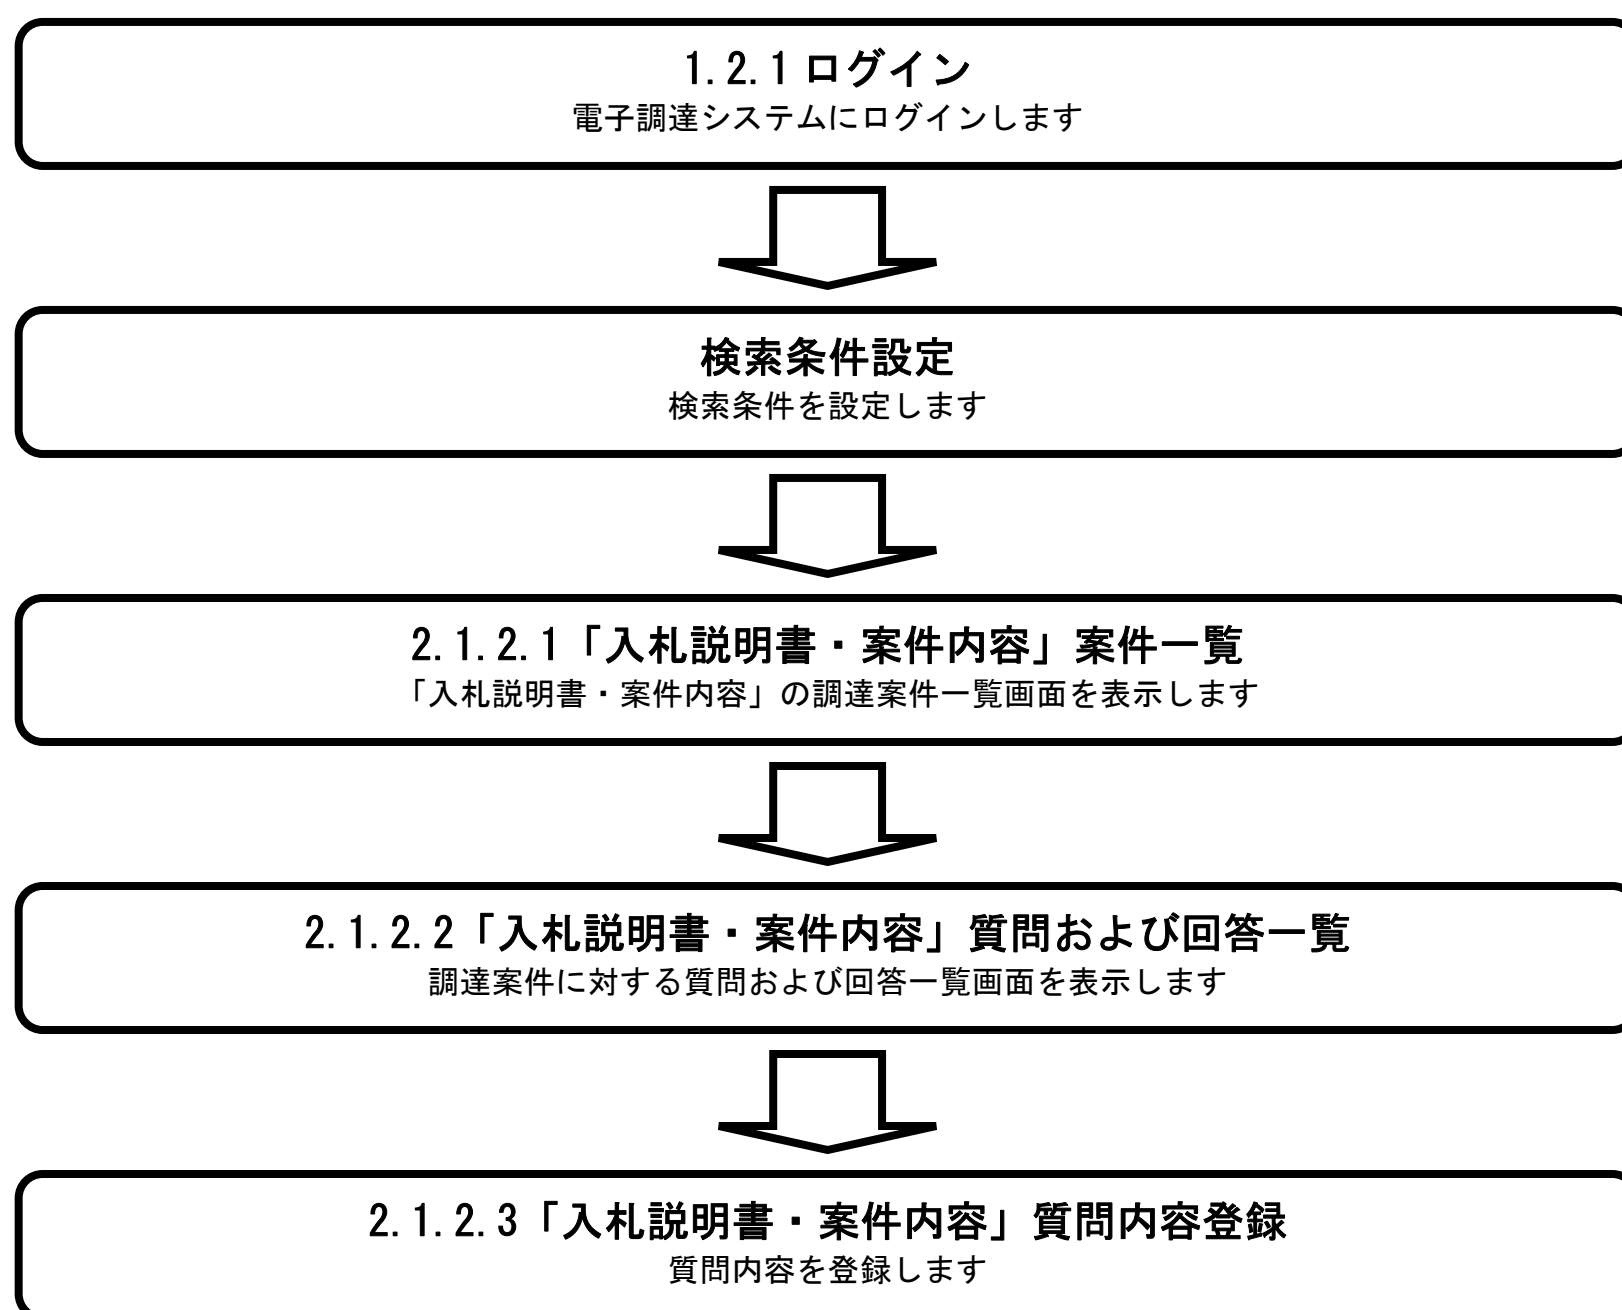 1.2.1 ログイン
電子調達システムにログインします
検索条件設定
検索条件を設定します
2.1.2.1「入札説明書・案件内容」案件一覧
「入札説明書・案件内容」の調達案件一覧画面を表示します
2.1.2.2「入札説明書・案件内容」質問および回答一覧
調達案件に対する質問および回答一覧画面を表示します
2.1.2.3「入札説明書・案件内容」質問内容登録
質問内容を登録します